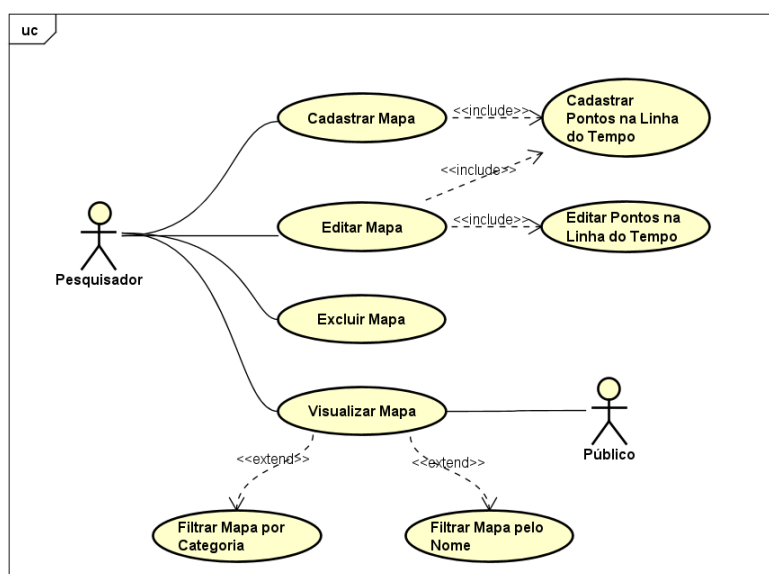 uc
Cadastrar Mapa
<<include>>
Cadastrar
Pontos na Linha
do Tempo
<<include>>
Editar Mapa
<<include>>
Editar Pontos na
Linha do Tempo
Pesquisador
Excluir Mapa
Visualizar Mapa
Público
<<extend>>
<<extend>>
Filtrar Mapa por
Categoria
Filtrar Mapa pelo
Nome